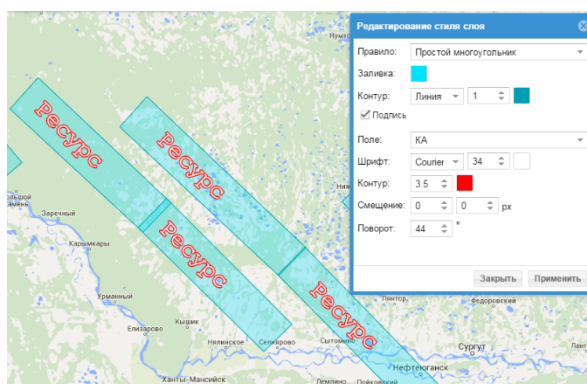 Редактирование стиля слоя
Правило: Простой многоугольник
Заливка:
Контур: Линия 1
Подпись
Поле: КА
Шрифт: Courier 34
Контур: 3.5
Смещение: 0 0 px
Поворот: 44 °
Закрыть Применить
Ресурс
Ресурс
Ресурс
Ресурс
Заречный
Карымкары
Урманный
Елизарово
Кышик
Нялинское
Селиярово
Сытомино
Ханты-Мансийск
Лемпино
Пойковский
Нефтеюганск
Сургут
Федоровский